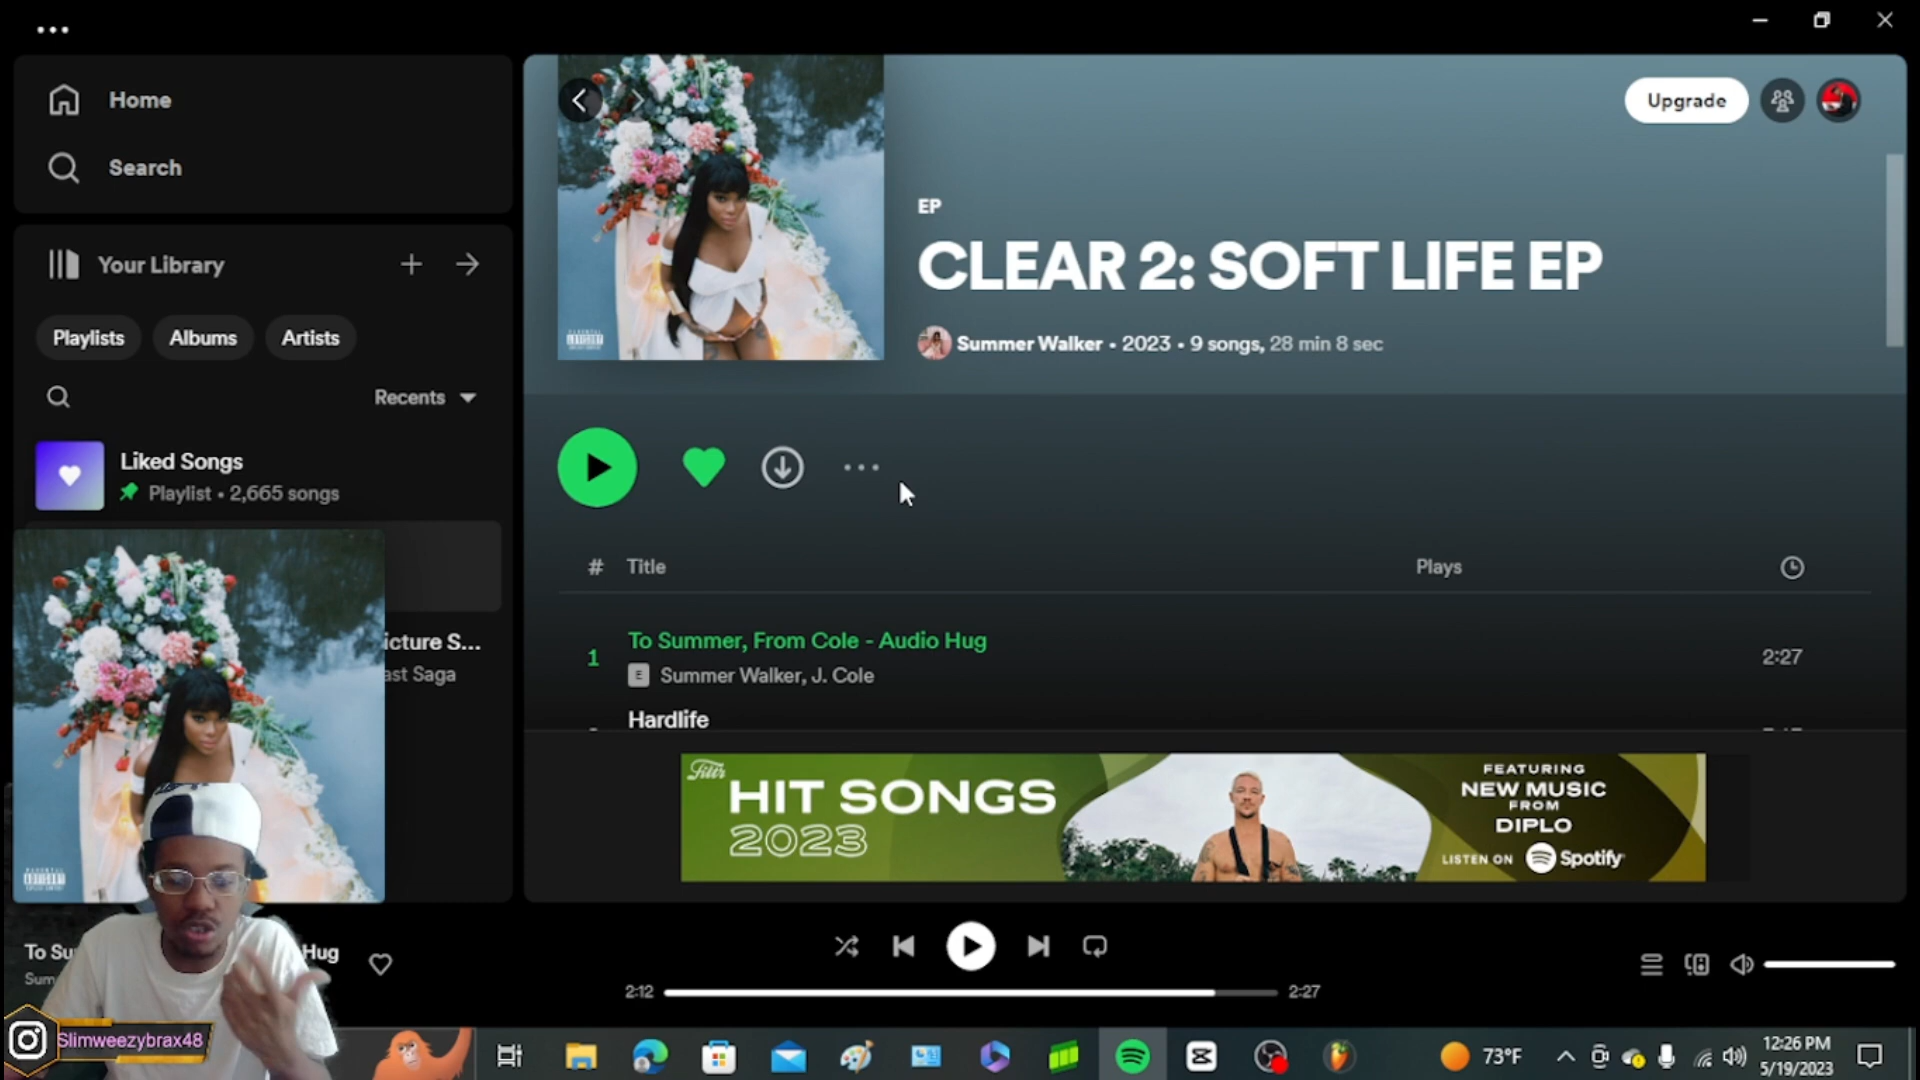 Home
Search
Your Library
Playlists
Albums
Artists
Recents
Liked Songs
Playlist • 2,665 songs
icture S...
ast Saga
Upgrade
EP
CLEAR 2: SOFT LIFE EP
Summer Walker • 2023 • 9 songs, 28 min 8 sec
# Title Plays
1 To Summer, From Cole - Audio Hug 2:27
E Summer Walker, J. Cole
Hardlife
Filtr
HIT SONGS
2023
FEATURING
NEW MUSIC
FROM
DIPLO
LISTEN ON Spotify
To Su Hug
Sum
2:12 2:27
Slimweezybrax48
73°F
12:26 PM
5/19/2023